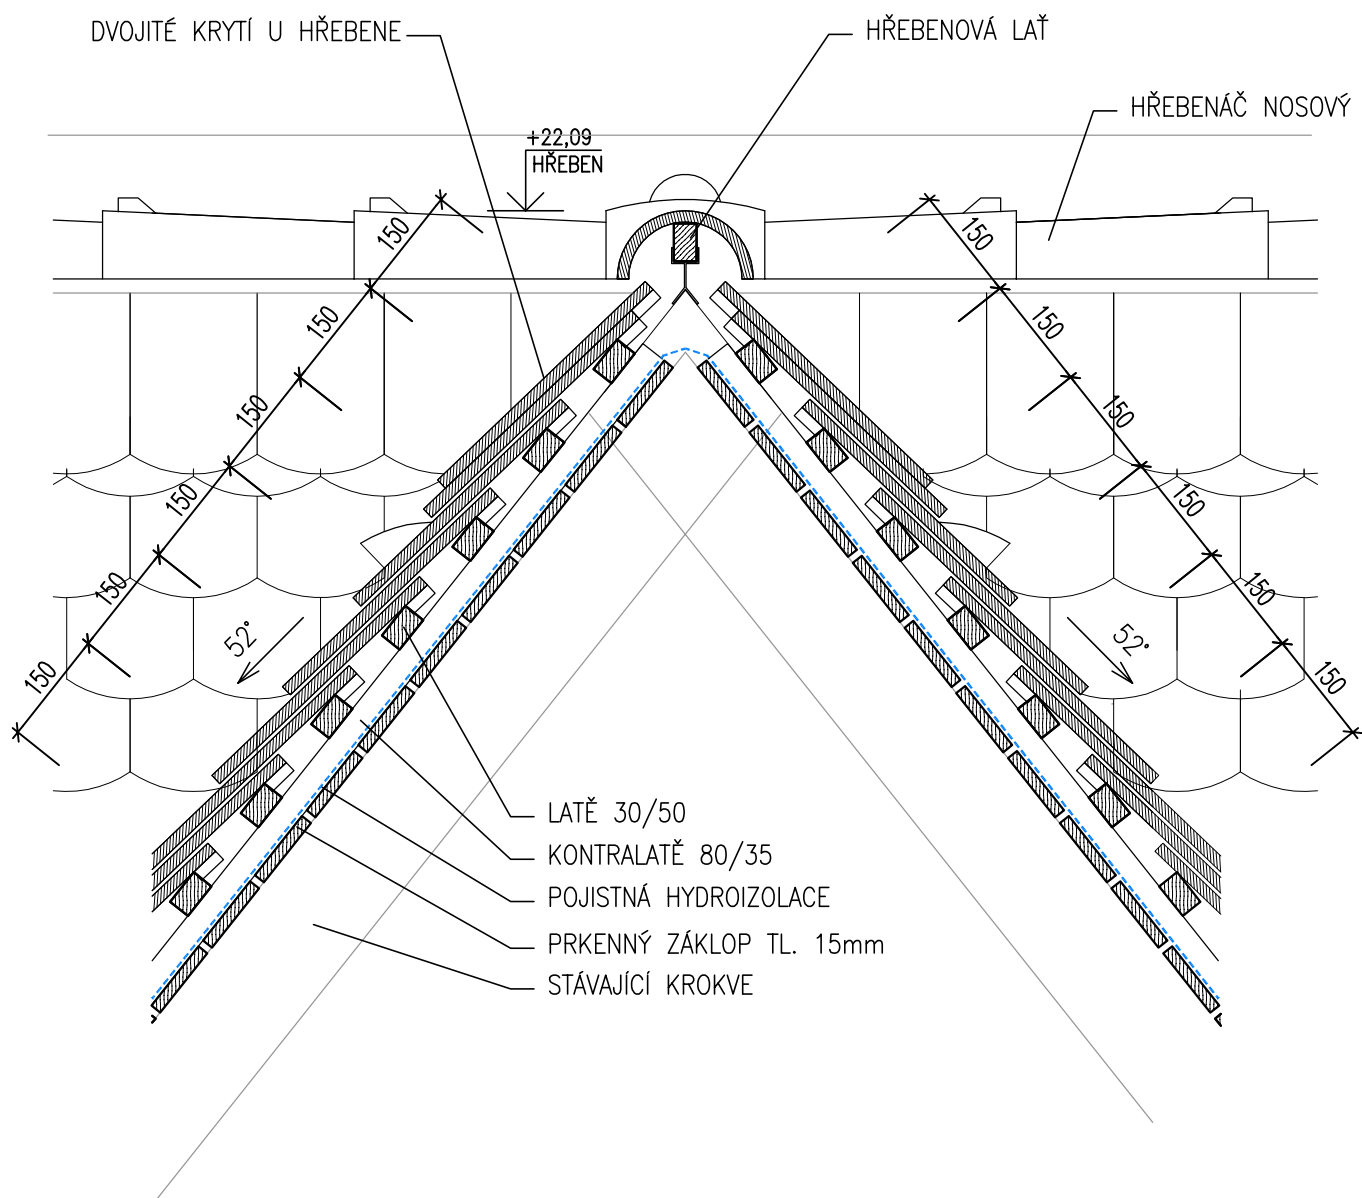 DVOJITÉ KRYTÍ U HŘEBENE
HŘEBENOVÁ LAŤ
HŘEBENÁČ NOSOVÝ
+22,09
HŘEBEN
150
150
150
150
150
150
150
150
150
150
150
150
52°
52°
LATĚ 30/50
KONTRALATĚ 80/35
POJISTNÁ HYDROIZOLACE
PRKENNÝ ZÁKLOP TL. 15mm
STÁVAJÍCÍ KROKVE